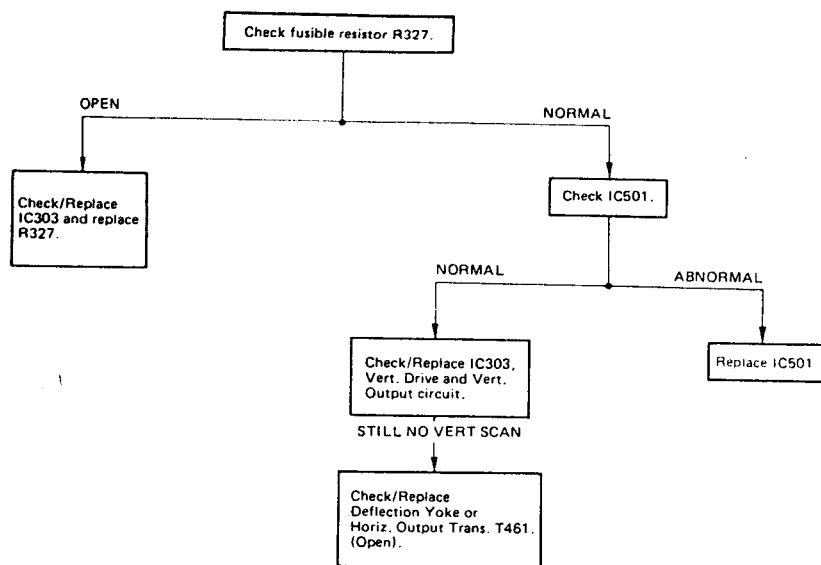 Check fusible resistor R327.
OPEN
NORMAL
Check/Replace
IC303 and replace
R327.
Check IC501.
NORMAL
ABNORMAL
Check/Replace IC303,
Vert. Drive and Vert.
Output circuit.
Replace IC501
STILL NO VERT SCAN
Check/Replace
Deflection Yoke or
Horiz. Output Trans. T461.
(Open).